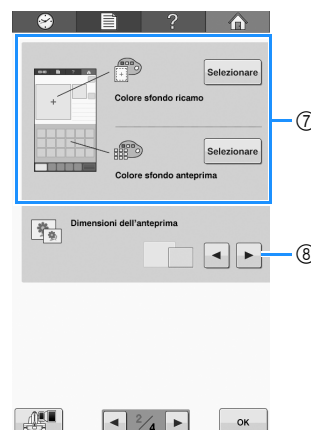 ?
Selezionare
Colore sfondo ricamo
⑦
Selezionare
Colore sfondo anteprima
Dimensioni dell'anteprima
⑧
2/4
OK